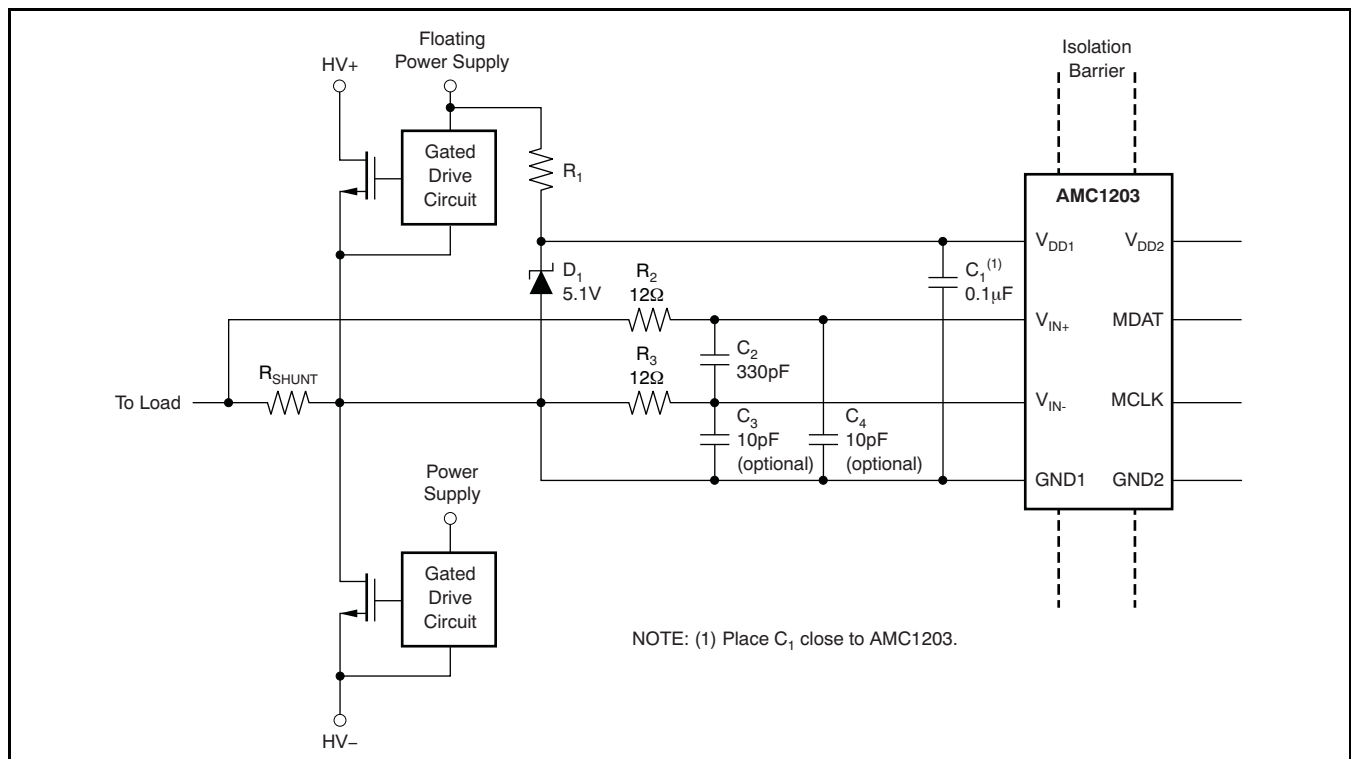 Floating
Power Supply
HV+
Isolation
Barrier
Gated
Drive
Circuit
R1
AMC1203
VDD1
VDD2
D1
5.1V
C1(1)
0.1μF
R2
12Ω
VIN+
MDAT
C2
330pF
R3
12Ω
RSHUNT
To Load
VIN-
MCLK
C3
10pF
(optional)
C4
10pF
(optional)
GND1
GND2
Power
Supply
Gated
Drive
Circuit
NOTE: (1) Place C1 close to AMC1203.
HV−